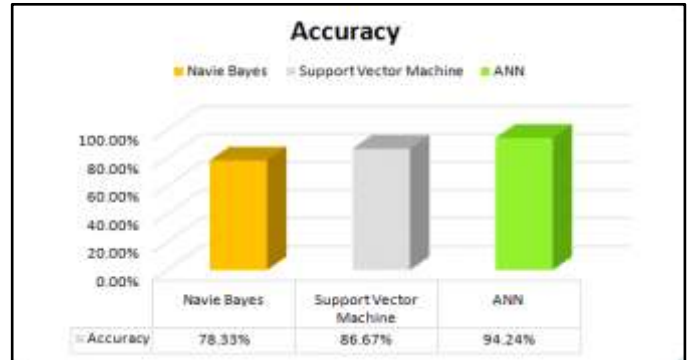 Accuracy
Navie Bayes Support Vector Machine ANN
100.00%
80.00%
60.00%
40.00%
20.00%
0.00%
Navie Bayes Support Vector Machine ANN
Accuracy 78.33% 86.67% 94.24%